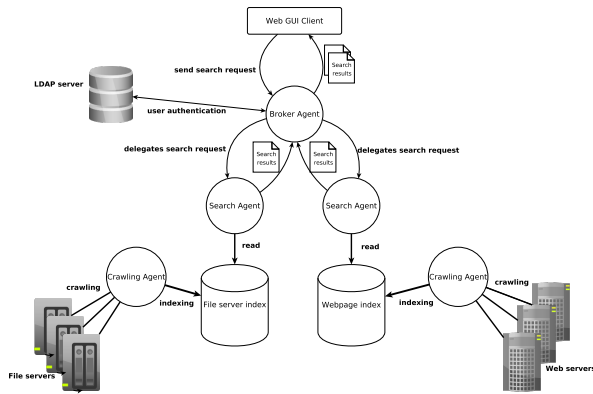 Web GUI Client
Search
results
send search request
LDAP server
user authentication
Broker Agent
delegates search request
Search
results
Search
results
delegates search request
Search Agent
Search Agent
read
read
Crawling Agent
Crawling Agent
crawling
crawling
indexing
indexing
File server index
Webpage index
File servers
Web servers